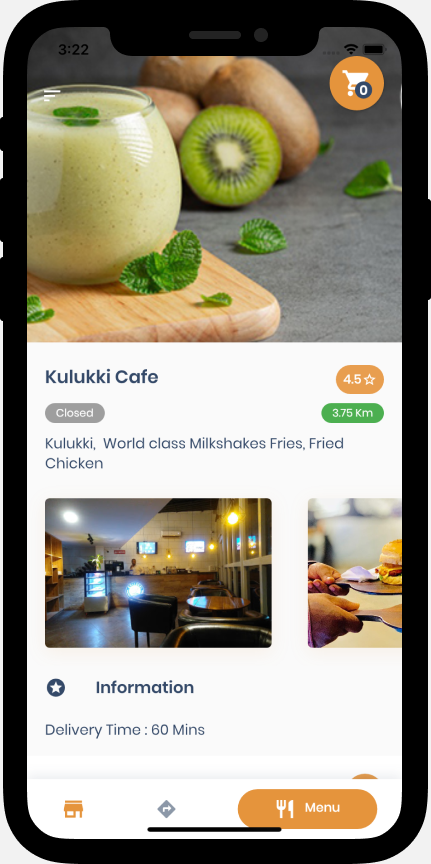 3:22
0
Kulukki Cafe
4.5
Closed
3.75 Km
Kulukki,  World class Milkshakes Fries, Fried
Chicken
Information
Delivery Time : 60 Mins
Menu